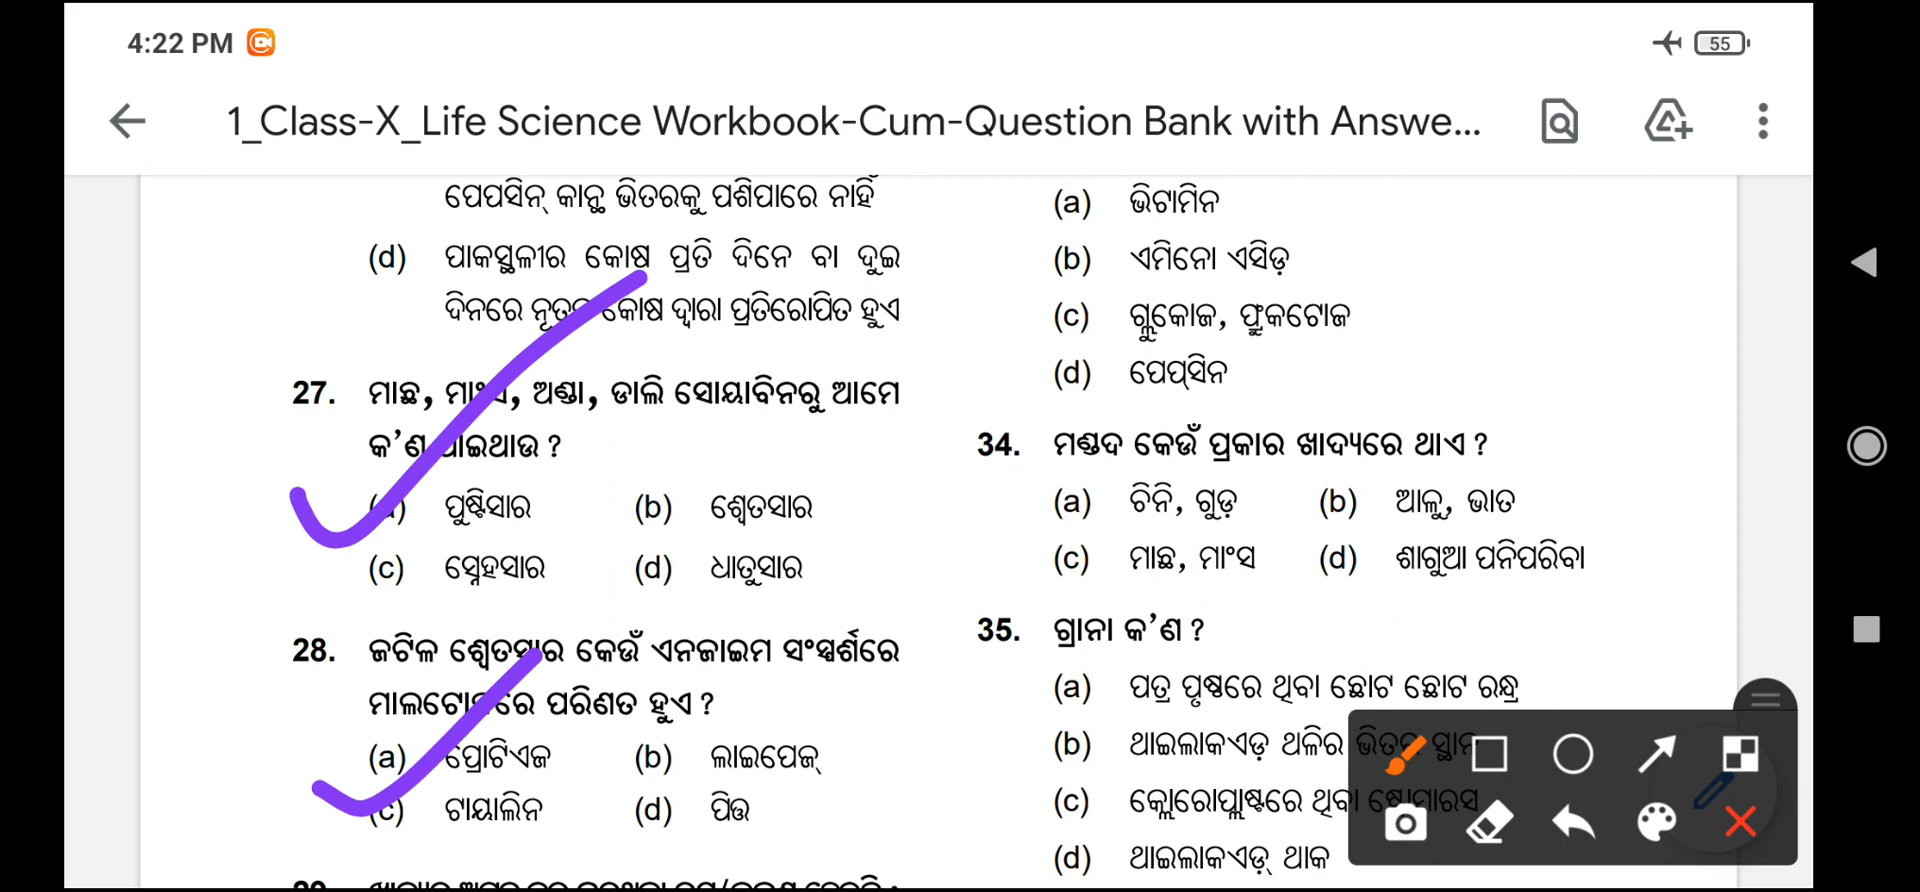 4:22 PM
55
1_Class-X_Life Science Workbook-Cum-Question Bank with Answe...
ପେପସିନ୍ କାନ୍ଥ ଭିତରକୁ ପଶିପାରେ ନାହିଁ
(d) ପାକସ୍ଥଳୀର କୋଷ ପ୍ରତି ଦିନେ ବା ଦୁଇ
ଦିନରେ ନୂତନ କୋଷ ଦ୍ୱାରା ପ୍ରତିରୋପିତ ହୁଏ
27. ମାଛ, ମାଂସ, ଅଣ୍ଡା, ଡାଲି ସୋୟାବିନରୁ ଆମେ
କ'ଣ ପାଇଥାଉ ?
(a) ପୁଷ୍ଟିସାର (b) ଶ୍ୱେତସାର
(c) ସ୍ନେହସାର (d) ଧାତୁସାର
28. ଜଟିଳ ଶ୍ୱେତସାର କେଉଁ ଏନଜାଇମ ସଂସ୍ପର୍ଶରେ
ମାଲଟୋଜରେ ପରିଣତ ହୁଏ ?
(a) ପ୍ରୋଟିଏଜ (b) ଲାଇପେଜ୍
(c) ଟାୟାଲିନ (d) ପିତ୍ତ
(a) ଭିଟାମିନ
(b) ଏମିନୋ ଏସିଡ଼
(c) ଗ୍ଲୁକୋଜ, ଫ୍ରୁକଟୋଜ
(d) ପେପ୍‌ସିନ
34. ମଣ୍ଡଦ କେଉଁ ପ୍ରକାର ଖାଦ୍ୟରେ ଥାଏ ?
(a) ଚିନି, ଗୁଡ଼ (b) ଆଳୁ, ଭାତ
(c) ମାଛ, ମାଂସ (d) ଶାଗୁଆ ପନିପରିବା
35. ଗ୍ରାନା କ'ଣ ?
(a) ପତ୍ର ପୃଷ୍ଠରେ ଥିବା ଛୋଟ ଛୋଟ ରନ୍ଧ୍ର
(b) ଥାଇଲାକଏଡ଼ ଥଳିର ଭିତର ସ୍ଥାନ
(c) କ୍ଲୋରୋପ୍ଲାଷ୍ଟରେ ଥିବା ଷ୍ଟୋମାରସ
(d) ଥାଇଲାକଏଡ଼୍ ଥାକ